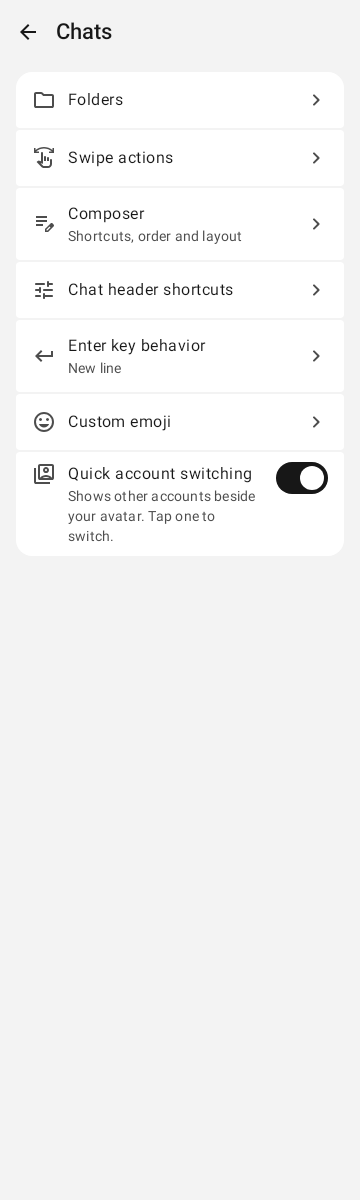 Chats
Folders
Swipe actions
Composer
Shortcuts, order and layout
Chat header shortcuts
Enter key behavior
New line
Custom emoji
Quick account switching
Shows other accounts beside
your avatar. Tap one to
switch.